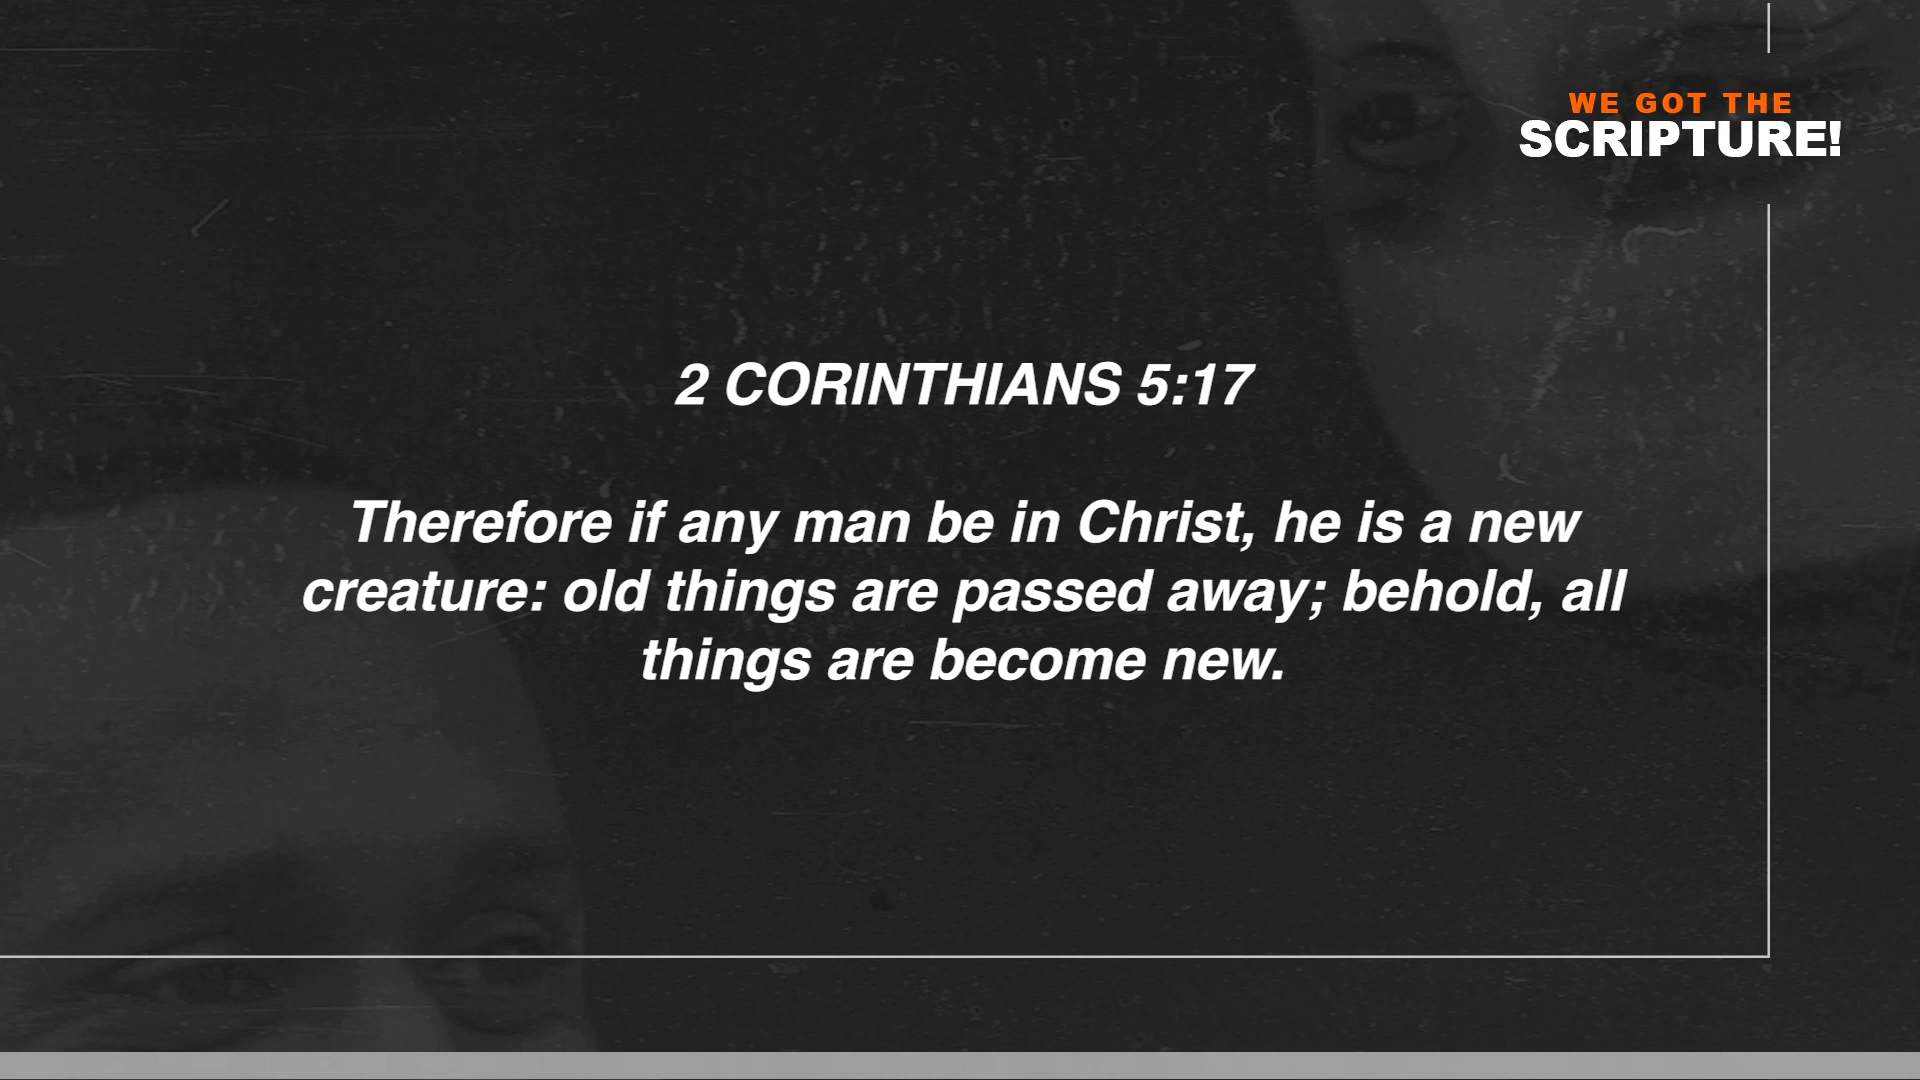 WE GOT THE
SCRIPTURE!
2 CORINTHIANS 5:17
Therefore if any man be in Christ, he is a new
creature: old things are passed away; behold, all
things are become new.